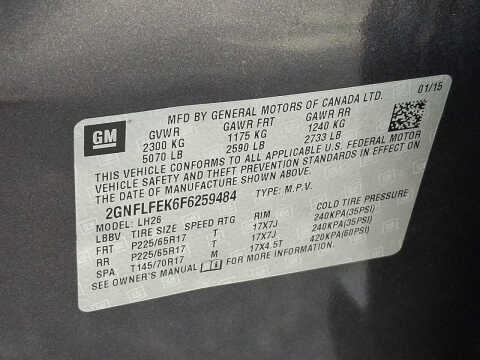 GM
MFD BY GENERAL MOTORS OF CANADA LTD. 01/15
GVWR GAWR FRT GAWR RR
2300 KG 1175 KG 1240 KG
5070 LB 2590 LB 2733 LB
THIS VEHICLE CONFORMS TO ALL APPLICABLE U.S. FEDERAL MOTOR
VEHICLE SAFETY AND THEFT PREVENTION STANDARDS IN EFFECT ON
THE DATE OF MANUFACTURE SHOWN ABOVE.
2GNFLFEK6F6259484 TYPE: M.P.V.
MODEL: LH26
LBBV TIRE SIZE SPEED RTG RIM COLD TIRE PRESSURE
FRT P225/65R17 T 17X7J 240KPA(35PSI)
RR P225/65R17 T 17X7J 240KPA(35PSI)
SPA T145/70R17 M 17X4.5T 420KPA(60PSI)
SEE OWNER'S MANUAL FOR MORE INFORMATION.